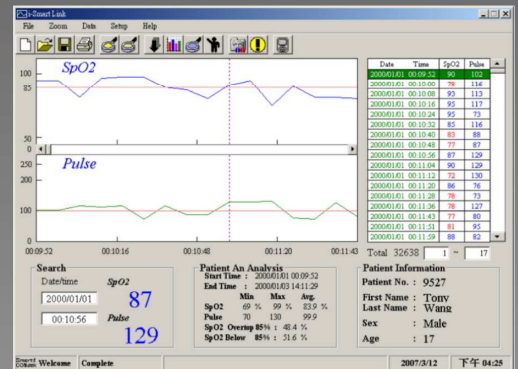 s-Smart Link
File Zoom Data Setup Help
SpO2
100
85
50
0
Pulse
250
200
100
0
00:09:52 00:10:16 00:10:48 00:11:20 00:11:43
Date Time SpO2 Pulse
2000/01/01 00:09:52 90 102
2000/01/01 00:10:00 78 116
2000/01/01 00:10:08 93 113
2000/01/01 00:10:16 95 117
2000/01/01 00:10:24 95 73
2000/01/01 00:10:32 85 116
2000/01/01 00:10:40 83 88
2000/01/01 00:10:48 77 87
2000/01/01 00:10:56 87 129
2000/01/01 00:11:04 90 129
2000/01/01 00:11:12 72 130
2000/01/01 00:11:20 86 76
2000/01/01 00:11:28 78 73
2000/01/01 00:11:36 78 127
2000/01/01 00:11:43 77 80
2000/01/01 00:11:51 81 95
2000/01/01 00:11:59 88 82
Total 32638 1 ~ 17
Search
Date/time SpO2
2000/01/01 87
00:10:56 Pulse
129
Patient An Analysis
Start Time : 2000/01/01 00:09:52
End Time : 2000/01/03 14:11:29
Min Max Avg.
SpO2 69 % 99 % 83.9 %
Pulse 70 130 99.9
SpO2 Overtop 85% : 48.4 %
SpO2 Below 85% : 51.6 %
Patient Information
Patient No. : 9527
First Name : Tony
Last Name : Wang
Sex : Male
Age : 17
Welcome Complete 2007/3/12 下午 04:25